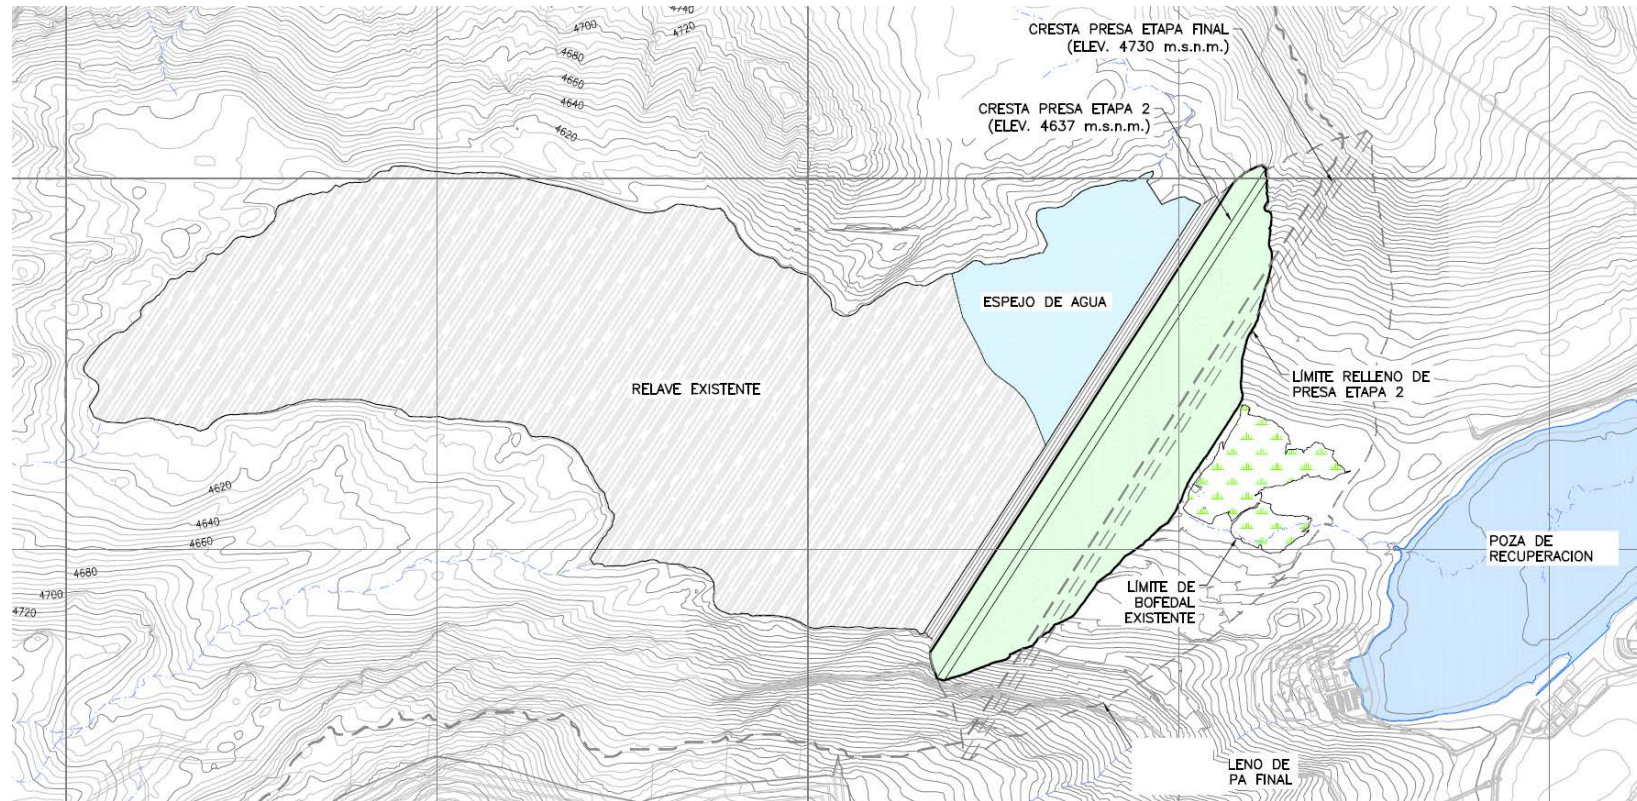 4740
4700
4720
4680
4660
4640
4620
CRESTA PRESA ETAPA FINAL
(ELEV. 4730 m.s.n.m.)
CRESTA PRESA ETAPA 2
(ELEV. 4637 m.s.n.m.)
ESPEJO DE AGUA
RELAVE EXISTENTE
LÍMITE RELLENO DE
PRESA ETAPA 2
4620
4640
4660
4680
4700
4720
POZA DE
RECUPERACION
LÍMITE DE
BOFEDAL
EXISTENTE
LENO DE
PA FINAL